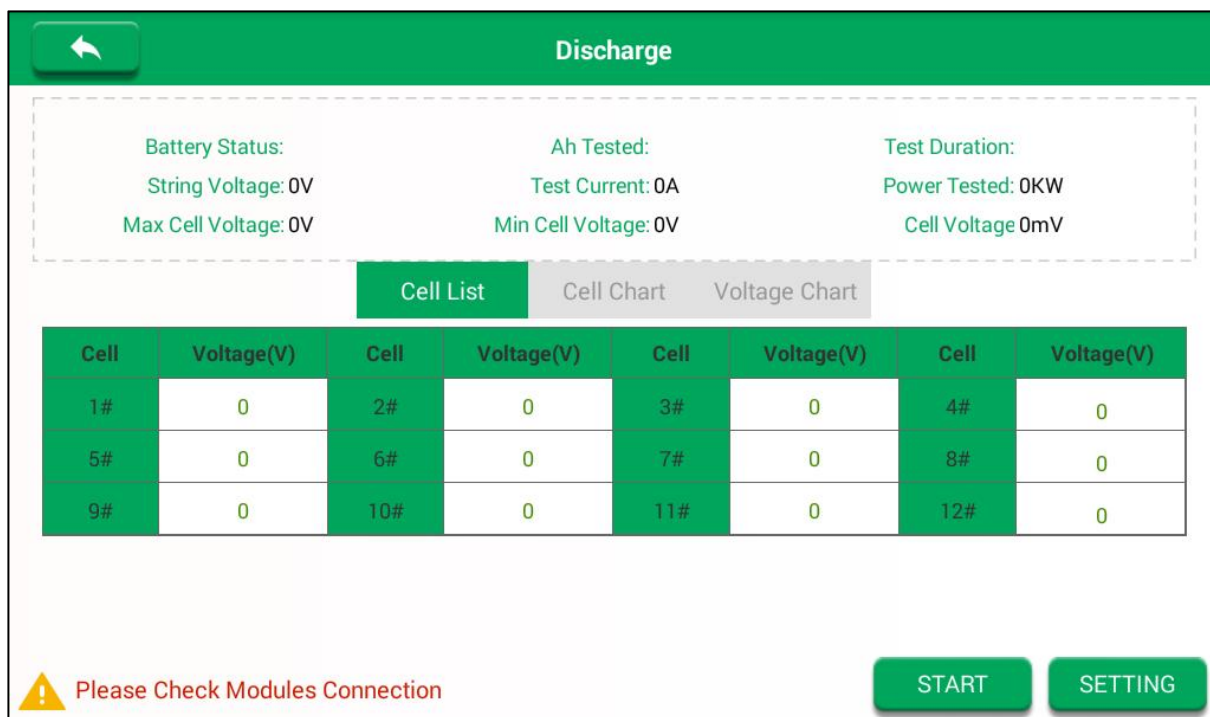 Discharge
Battery Status: Ah Tested: Test Duration:
String Voltage: 0V Test Current: 0A Power Tested: 0KW
Max Cell Voltage: 0V Min Cell Voltage: 0V Cell Voltage 0mV
Cell List Cell Chart Voltage Chart
Cell Voltage(V) Cell Voltage(V) Cell Voltage(V) Cell Voltage(V)
1# 0 2# 0 3# 0 4# 0
5# 0 6# 0 7# 0 8# 0
9# 0 10# 0 11# 0 12# 0
Please Check Modules Connection START SETTING